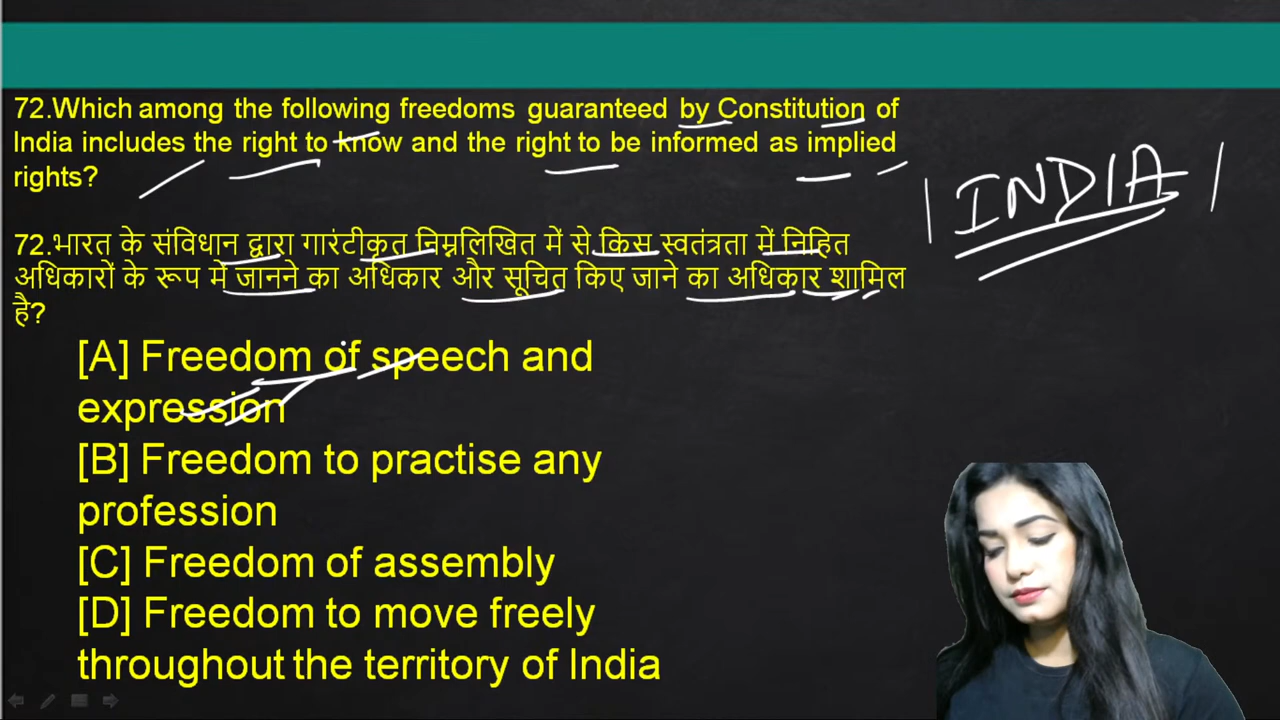 72.Which among the following freedoms guaranteed by Constitution of
India includes the right to know and the right to be informed as implied
rights?
INDIA
72.भारत के संविधान द्वारा गारंटीकृत निम्नलिखित में से किस स्वतंत्रता में निहित
अधिकारों के रूप में जानने का अधिकार और सूचित किए जाने का अधिकार शामिल
है?
[A] Freedom of speech and
expression
[B] Freedom to practise any
profession
[C] Freedom of assembly
[D] Freedom to move freely
throughout the territory of India